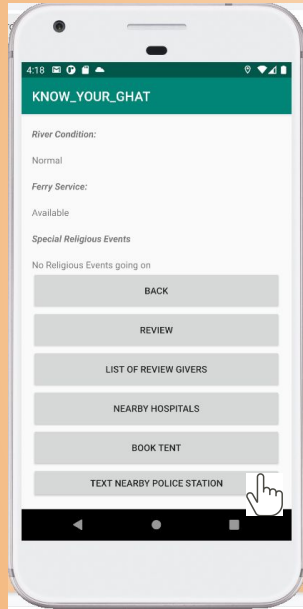 4:18
KNOW_YOUR_GHAT
River Condition:
Normal
Ferry Service:
Available
Special Religious Events
No Religious Events going on
BACK
REVIEW
LIST OF REVIEW GIVERS
NEARBY HOSPITALS
BOOK TENT
TEXT NEARBY POLICE STATION